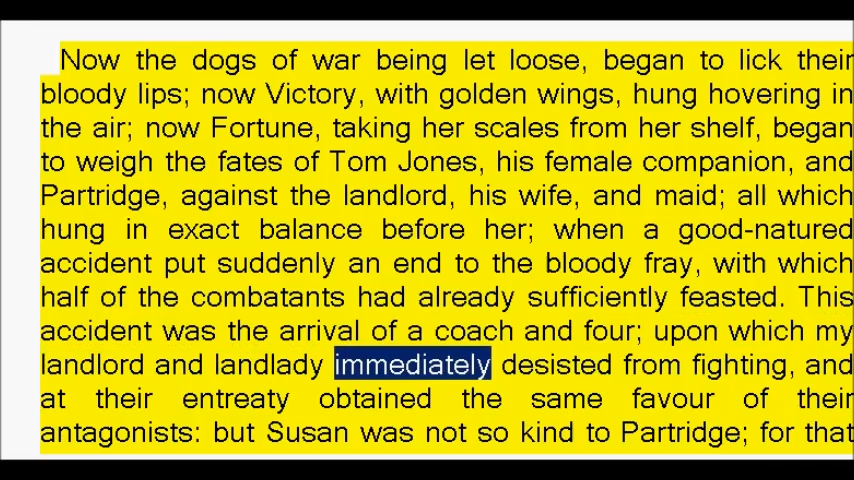 Now the dogs of war being let loose, began to lick their
bloody lips; now Victory, with golden wings, hung hovering in
the air; now Fortune, taking her scales from her shelf, began
to weigh the fates of Tom Jones, his female companion, and
Partridge, against the landlord, his wife, and maid; all which
hung in exact balance before her; when a good-natured
accident put suddenly an end to the bloody fray, with which
half of the combatants had already sufficiently feasted. This
accident was the arrival of a coach and four; upon which my
landlord and landlady immediately desisted from fighting, and
at their entreaty obtained the same favour of their
antagonists: but Susan was not so kind to Partridge; for that